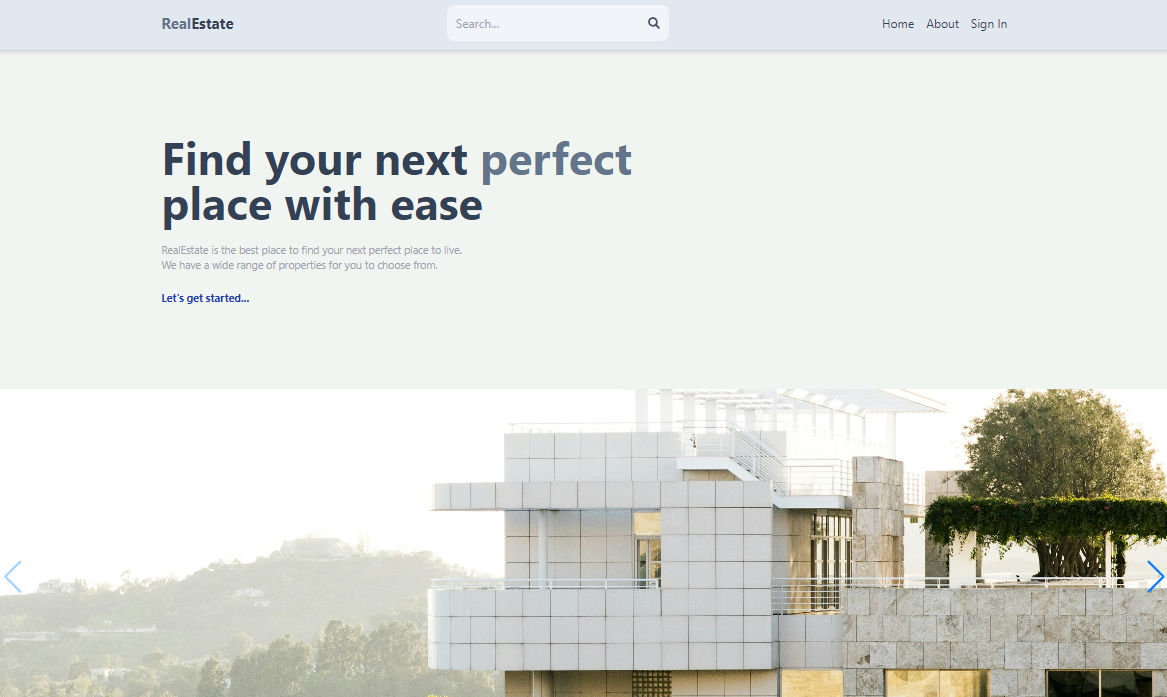 RealEstate
Search...
Home About Sign In
Find your next perfect
place with ease
RealEstate is the best place to find your next perfect place to live.
We have a wide range of properties for you to choose from.
Let's get started...